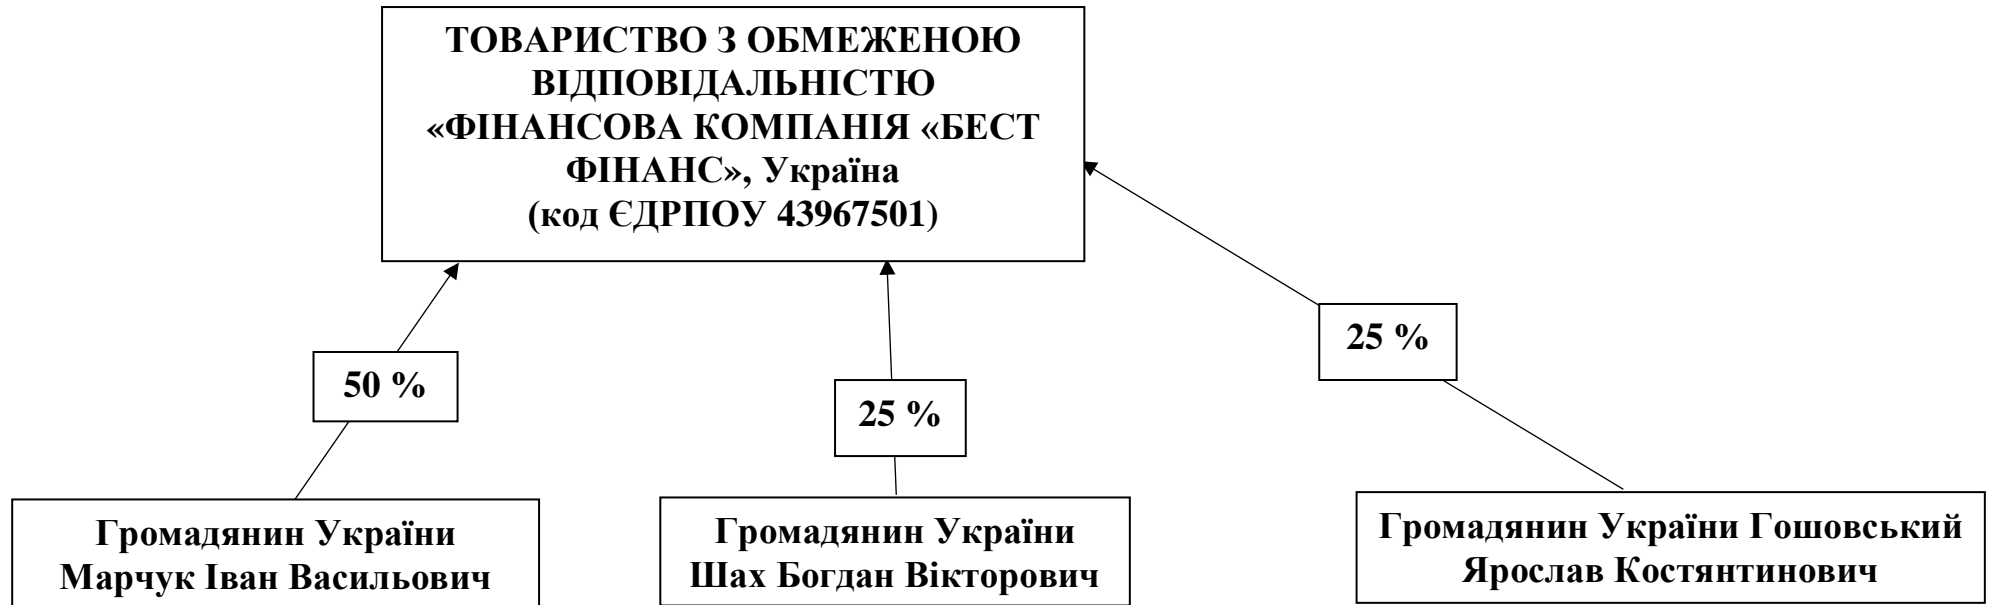 ТОВАРИСТВО З ОБМЕЖЕНОЮ
ВІДПОВІДАЛЬНІСТЮ
«ФІНАНСОВА КОМПАНІЯ «БЕСТ
ФІНАНС», Україна
(код ЄДРПОУ 43967501)
50 %
25 %
25 %
Громадянин України
Марчук Іван Васильович
Громадянин України
Шах Богдан Вікторович
Громадянин України Гошовський
Ярослав Костянтинович